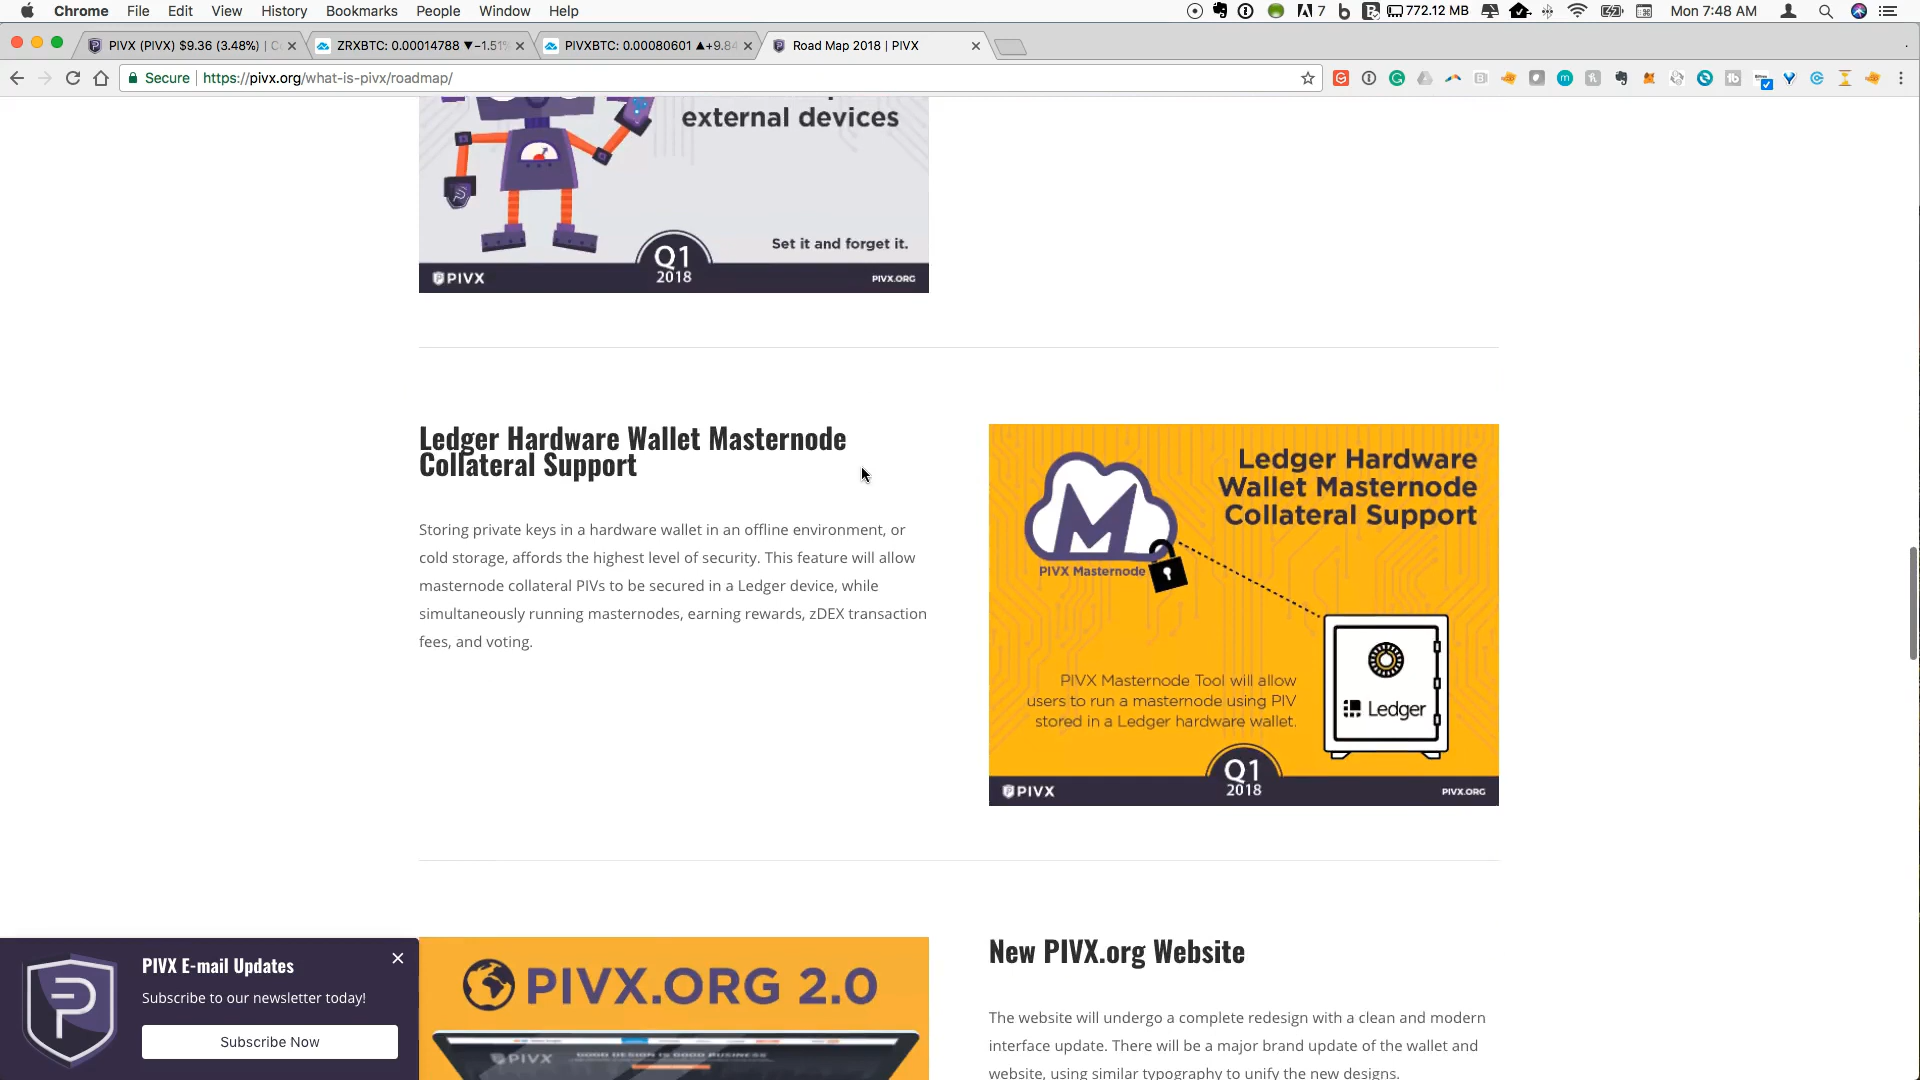 Chrome File Edit View History Bookmarks People Window Help
7 772.12 MB Mon 7:48 AM
PIVX (PIVX) $9.36 (3.48%) | C
ZRXBTC: 0.00014788 ▼−1.51%
PIVXBTC: 0.00080601 ▲+9.84
Road Map 2018 | PIVX
Secure https://pivx.org/what-is-pivx/roadmap/
external devices
Set it and forget it.
Q1
2018
PIVX
PIVX.ORG
Ledger Hardware Wallet Masternode
Collateral Support
Storing private keys in a hardware wallet in an offline environment, or
cold storage, affords the highest level of security. This feature will allow
masternode collateral PIVs to be secured in a Ledger device, while
simultaneously running masternodes, earning rewards, zDEX transaction
fees, and voting.
Ledger Hardware
Wallet Masternode
Collateral Support
PIVX Masternode
PIVX Masternode Tool will allow
users to run a masternode using PIV
stored in a Ledger hardware wallet.
Ledger
Q1
2018
PIVX
PIVX.ORG
PIVX E-mail Updates
Subscribe to our newsletter today!
Subscribe Now
PIVX.ORG 2.0
PIVX
GOOD DESIGN IS GOOD BUSINESS
New PIVX.org Website
The website will undergo a complete redesign with a clean and modern
interface update. There will be a major brand update of the wallet and
website, using similar typography to unify the new designs.